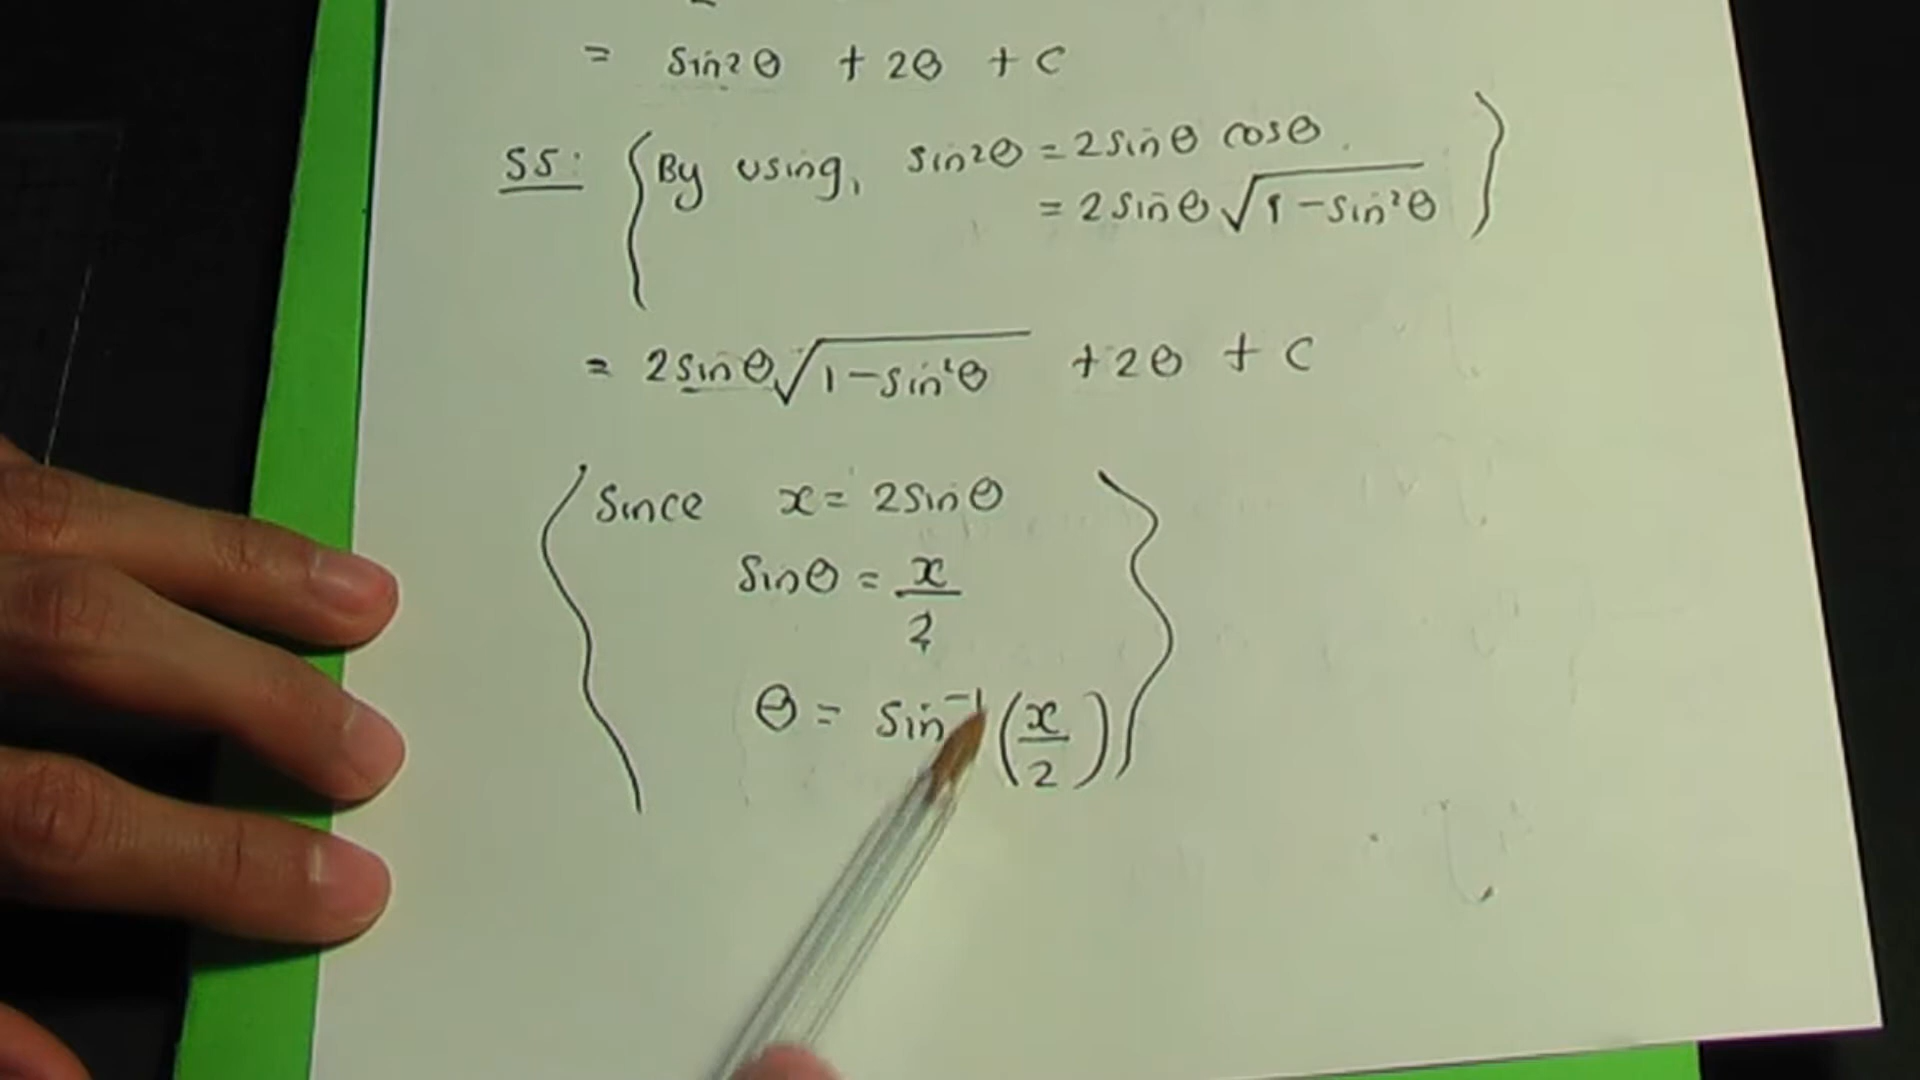 = sin2θ + 2θ + c
S5: { By using, sin2θ = 2sinθ cosθ.
= 2sinθ√(1-sin²θ) }
= 2sinθ√(1-sin²θ) + 2θ + c
{ Since x = 2sinθ
sinθ = x/2
θ = sin⁻¹(x/2) }